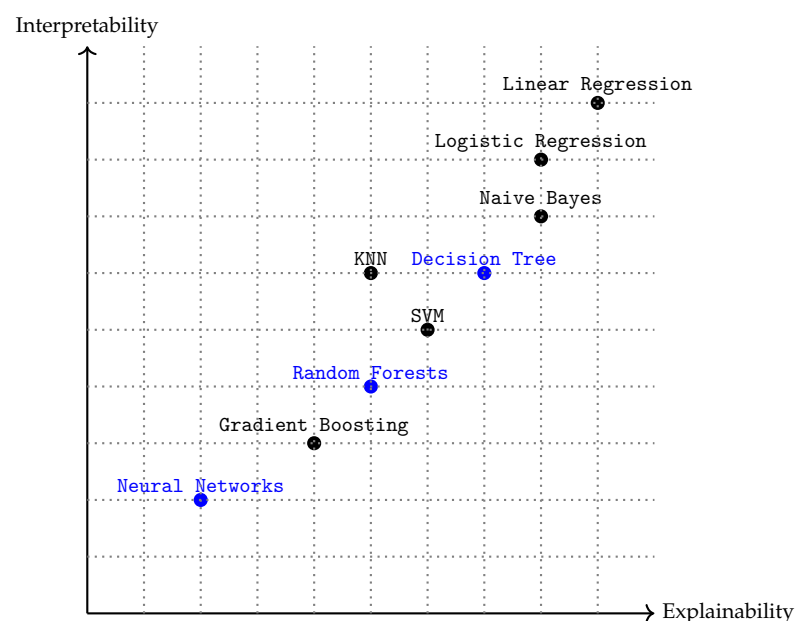 Interpretability
Linear Regression
Logistic Regression
Naive Bayes
KNN
Decision Tree
SVM
Random Forests
Gradient Boosting
Neural Networks
Explainability